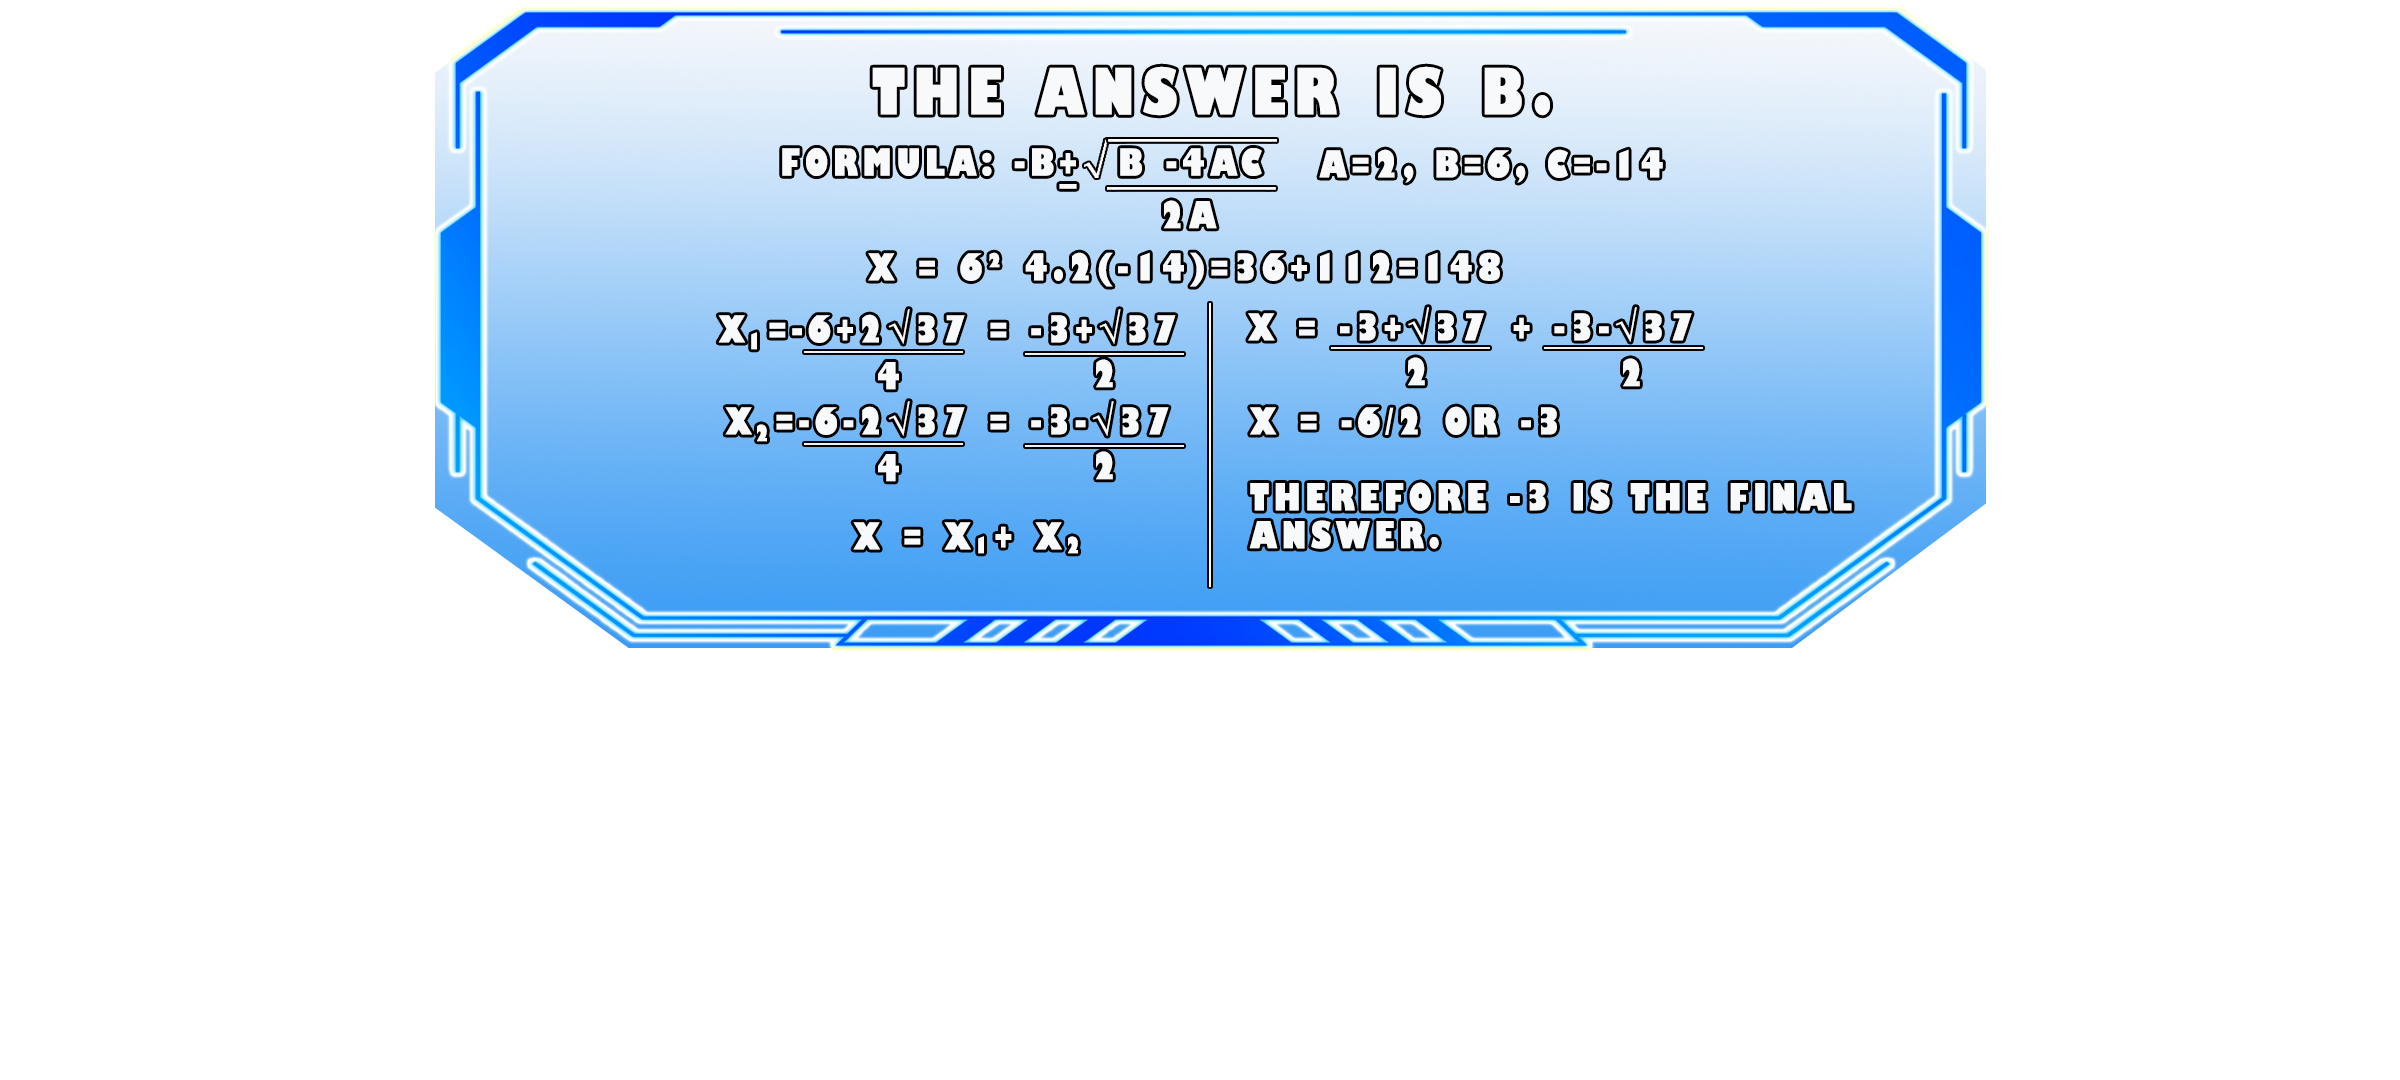 THE ANSWER IS B.
FORMULA: -B±√B -4AC A=2, B=6, C=-14
2A
X = 6² 4.2(-14)=36+112=148
X₁=-6+2√37 = -3+√37
4 2
X₂=-6-2√37 = -3-√37
4 2
X = X₁+ X₂
X = -3+√37 + -3-√37
2 2
X = -6/2 OR -3
THEREFORE -3 IS THE FINAL
ANSWER.